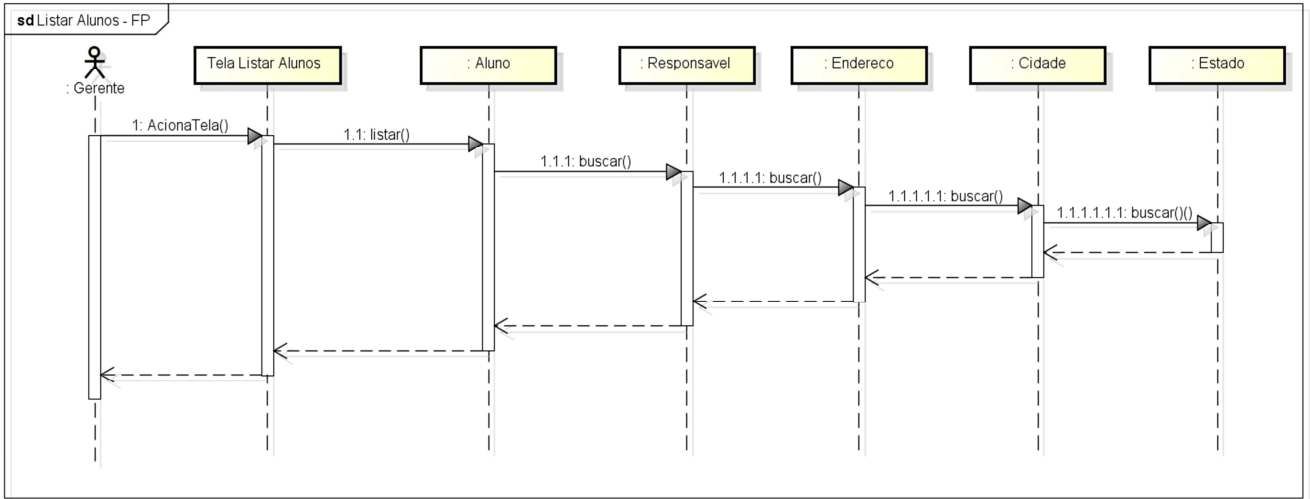 sd Listar Alunos - FP
: Gerente
Tela Listar Alunos
: Aluno
: Responsavel
: Endereco
: Cidade
: Estado
1: AcionaTela()
1.1: listar()
1.1.1: buscar()
1.1.1.1: buscar()
1.1.1.1.1: buscar()
1.1.1.1.1.1: buscar()()